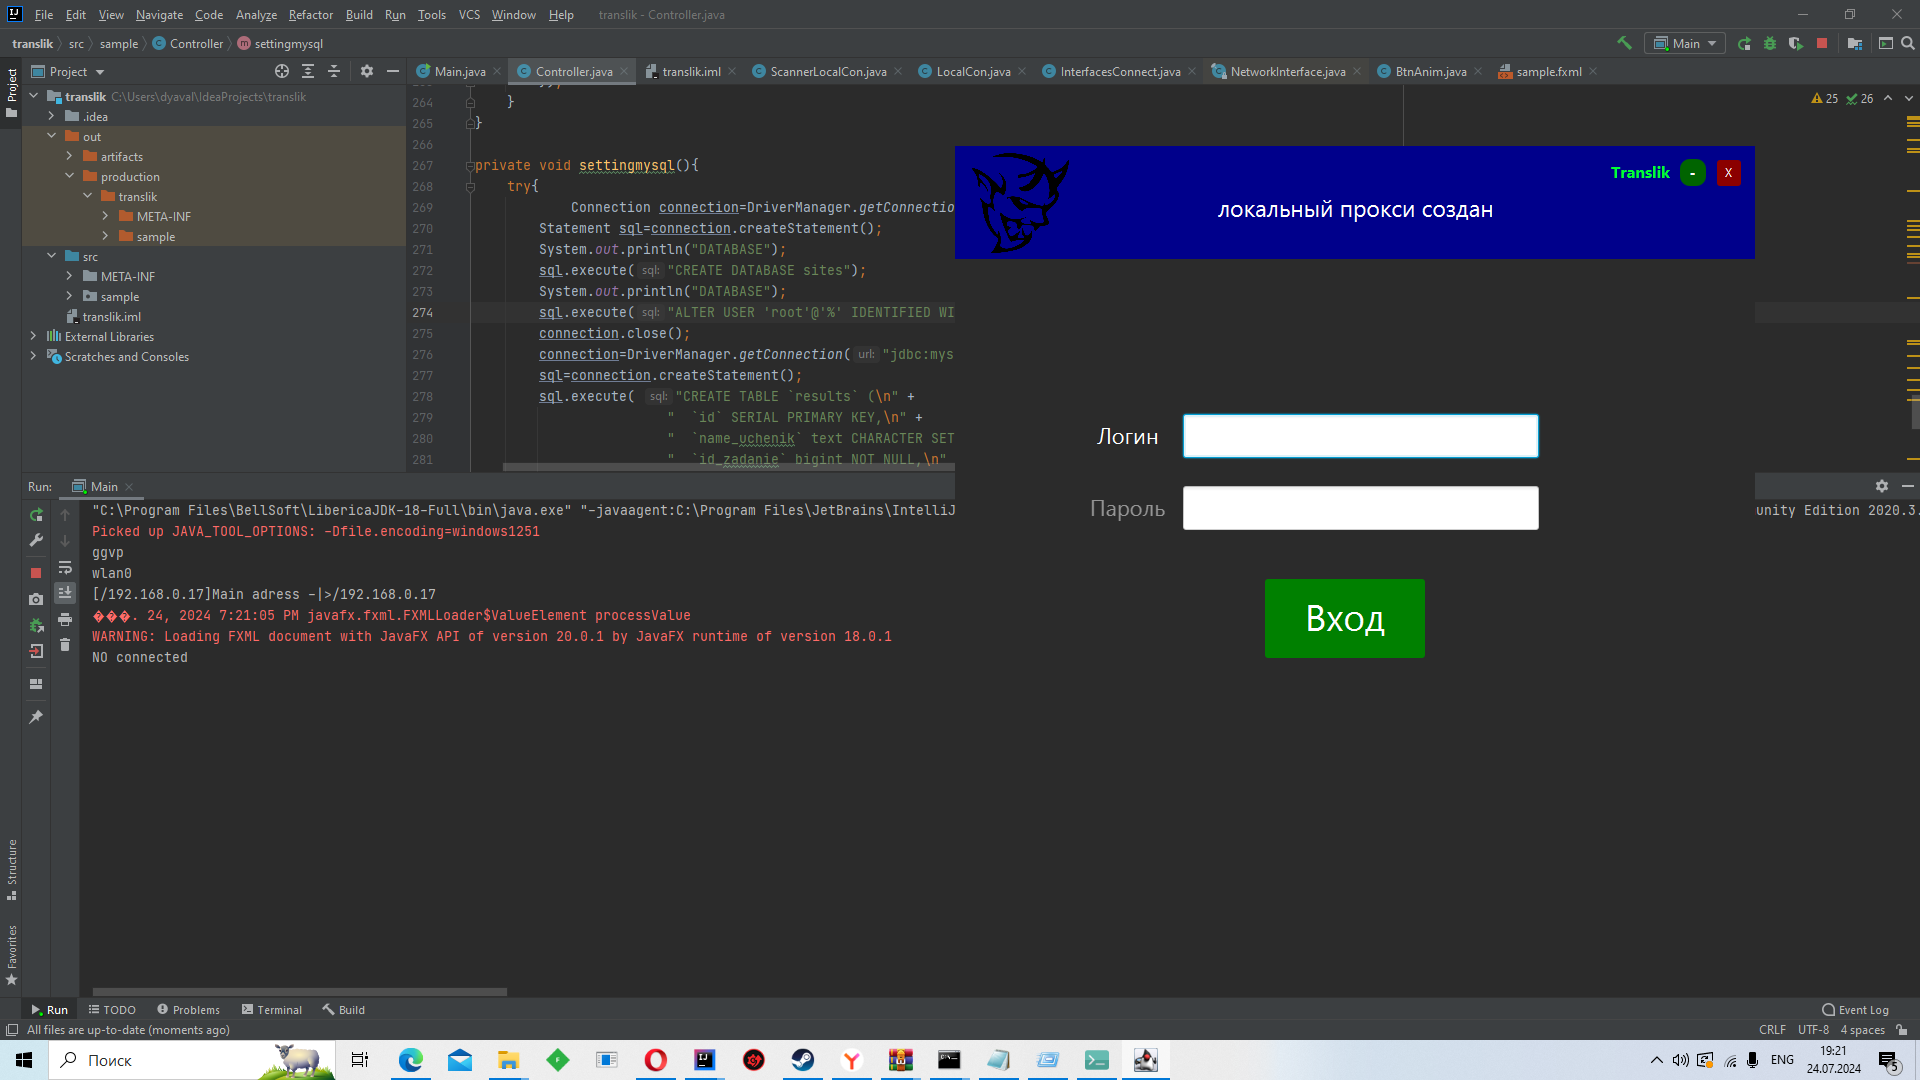 File Edit View Navigate Code Analyze Refactor Build Run Tools VCS Window Help translik - Controller.java
translik src sample Controller settingmysql
Main
Project
Main.java Controller.java translik.iml ScannerLocalCon.java LocalCon.java InterfacesConnect.java NetworkInterface.java BtnAnim.java sample.fxml
Project
translik C:\Users\dyaval\IdeaProjects\translik
.idea
out
artifacts
production
translik
META-INF
sample
src
META-INF
sample
translik.iml
External Libraries
Scratches and Consoles
25 26
264 }
265 }
266
267 private void settingmysql(){
268 try{
269 Connection connection=DriverManager.getConnectio
270 Statement sql=connection.createStatement();
271 System.out.println("DATABASE");
272 sql.execute( sql: "CREATE DATABASE sites");
273 System.out.println("DATABASE");
274 sql.execute( sql: "ALTER USER 'root'@'%' IDENTIFIED WI
275 connection.close();
276 connection=DriverManager.getConnection( url: "jdbc:mys
277 sql=connection.createStatement();
278 sql.execute( sql: "CREATE TABLE `results` (\n" +
279 " `id` SERIAL PRIMARY KEY,\n" +
280 " `name_uchenik` text CHARACTER SET
281 " `id_zadanie` bigint NOT NULL,\n"
Translik - X
локальный прокси создан
Логин
Пароль
Вход
Run: Main
"C:\Program Files\BellSoft\LibericaJDK-18-Full\bin\java.exe" "-javaagent:C:\Program Files\JetBrains\IntelliJ
unity Edition 2020.3.
Picked up JAVA_TOOL_OPTIONS: -Dfile.encoding=windows1251
ggvp
wlan0
[/192.168.0.17]Main adress -|>/192.168.0.17
���. 24, 2024 7:21:05 PM javafx.fxml.FXMLLoader$ValueElement processValue
WARNING: Loading FXML document with JavaFX API of version 20.0.1 by JavaFX runtime of version 18.0.1
NO connected
Structure
Favorites
Run TODO Problems Terminal Build Event Log
All files are up-to-date (moments ago) CRLF UTF-8 4 spaces
Поиск
ENG
19:21
24.07.2024
5